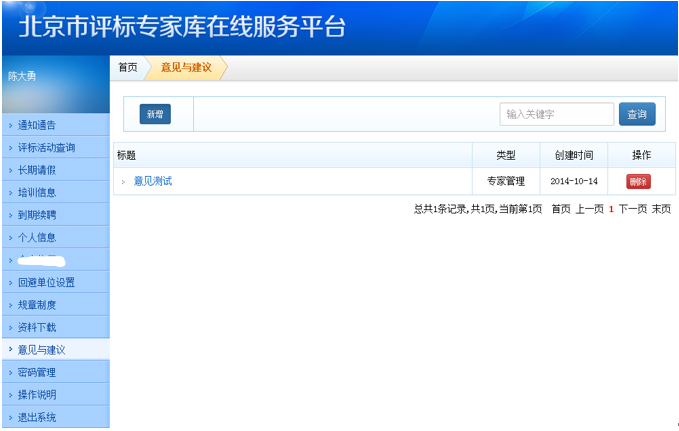 北京市评标专家库在线服务平台
陈大勇
首页 意见与建议
新增 输入关键字 查询
标题 类型 创建时间 操作
意见测试 专家管理 2014-10-14 删除
总共1条记录,共1页,当前第1页 首页 上一页 1 下一页 末页
通知通告
评标活动查询
长期请假
培训信息
到期续聘
个人信息
回避单位设置
规章制度
资料下载
意见与建议
密码管理
操作说明
退出系统